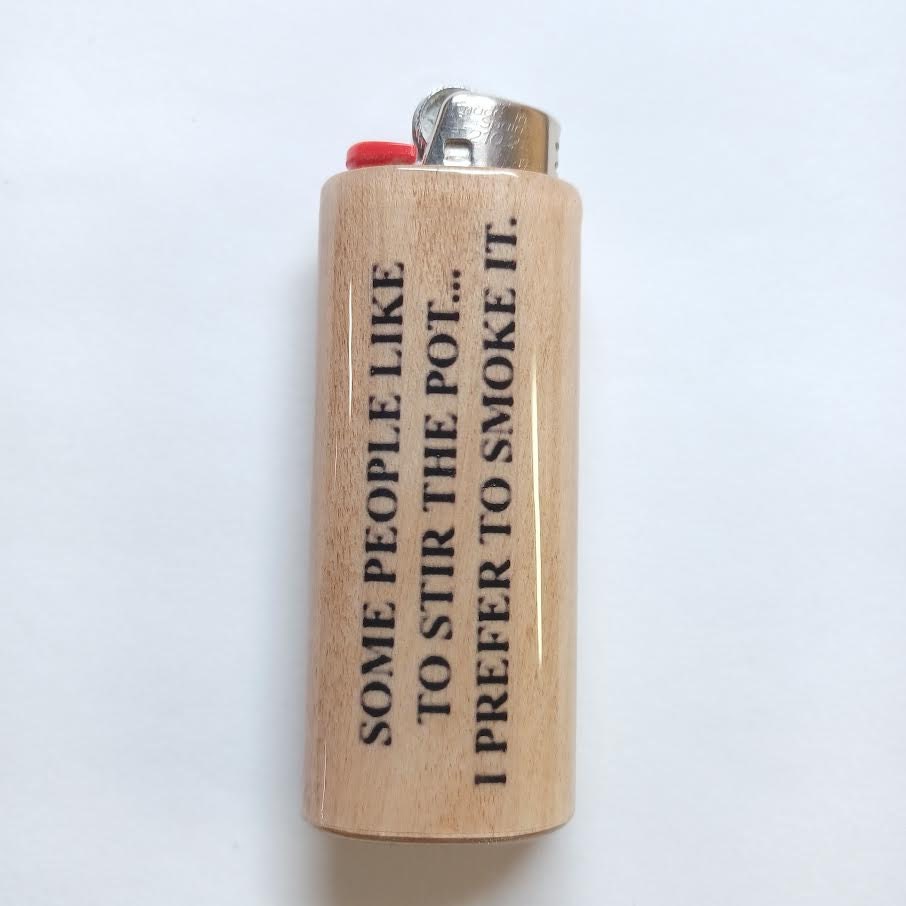 SOME PEOPLE LIKE
TO STIR THE POT...
I PREFER TO SMOKE IT.